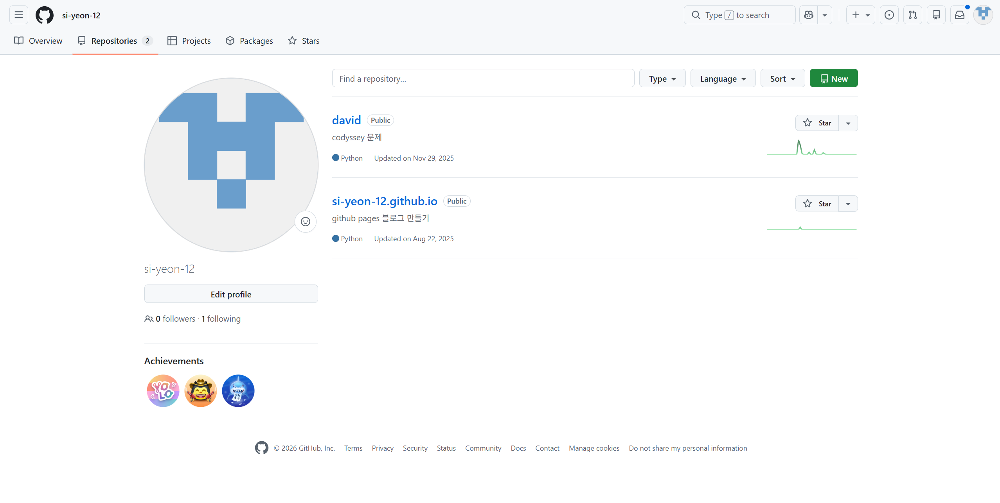 si-yeon-12
Type / to search
Overview
Repositories 2
Projects
Packages
Stars
Find a repository...
Type
Language
Sort
New
david Public
codyssey 문제
Python Updated on Nov 29, 2025
Star
si-yeon-12.github.io Public
github pages 블로그 만들기
Python Updated on Aug 22, 2025
Star
si-yeon-12
Edit profile
0 followers · 1 following
Achievements
YOLO
© 2026 GitHub, Inc. Terms Privacy Security Status Community Docs Contact Manage cookies Do not share my personal information